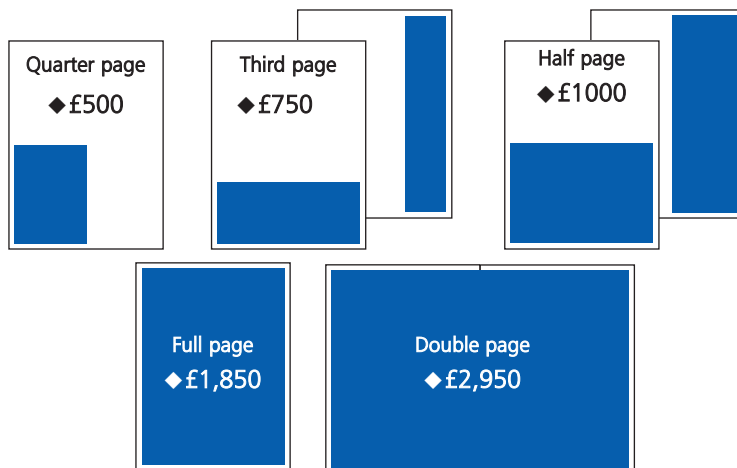 Quarter page
◆£500
Third page
◆£750
Half page
◆£1000
Full page
◆£1,850
Double page
◆£2,950